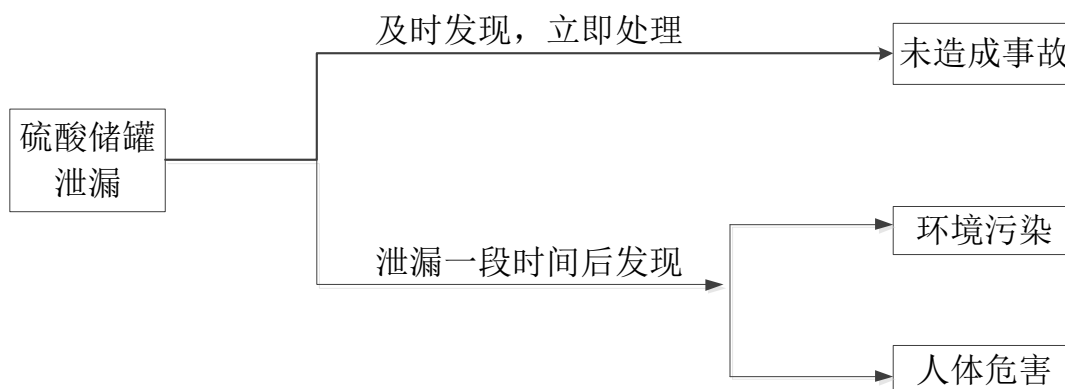 及时发现，立即处理
未造成事故
硫酸储罐
泄漏
环境污染
泄漏一段时间后发现
人体危害